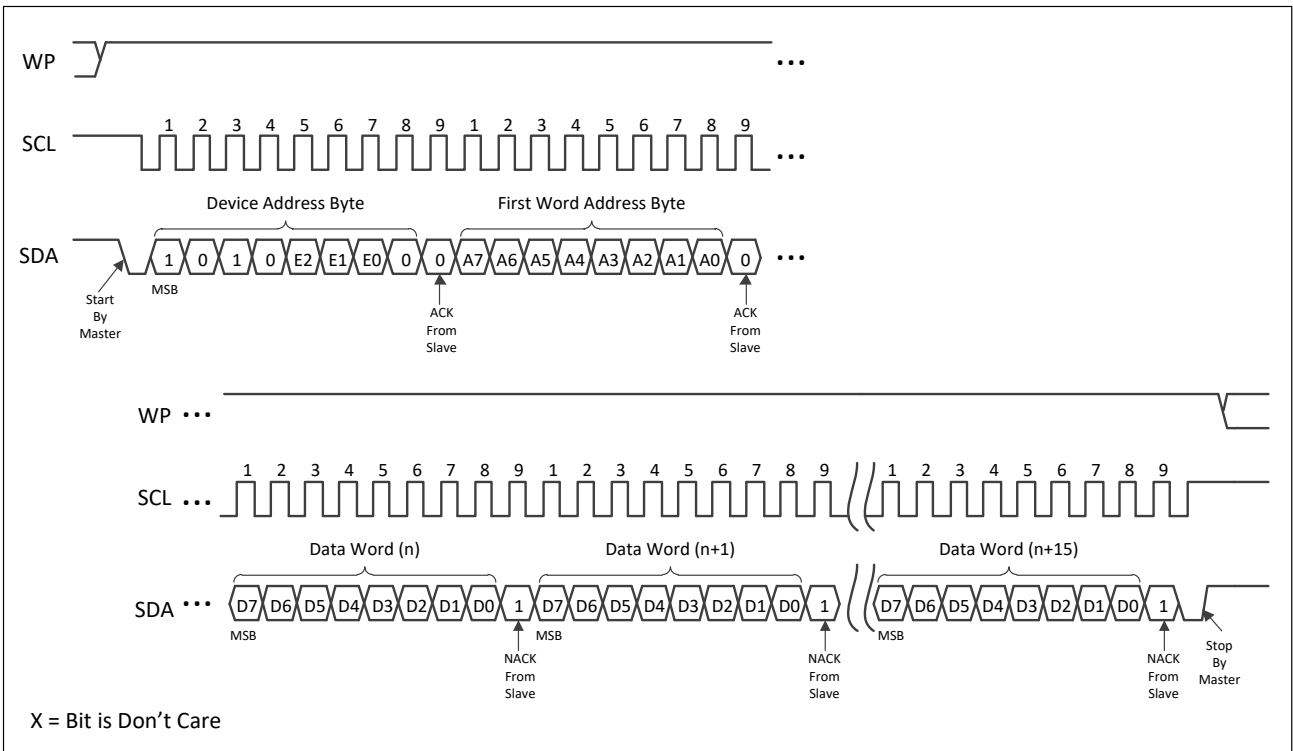 WP
...
1 2 3 4 5 6 7 8 9 1 2 3 4 5 6 7 8 9
SCL
...
Device Address Byte First Word Address Byte
SDA 1 0 1 0 E2 E1 E0 0 0 A7 A6 A5 A4 A3 A2 A1 A0 0 ...
MSB
Start
By
Master
ACK
From
Slave
ACK
From
Slave
WP ...
1 2 3 4 5 6 7 8 9 1 2 3 4 5 6 7 8 9 1 2 3 4 5 6 7 8 9
SCL ...
Data Word (n) Data Word (n+1) Data Word (n+15)
SDA ... D7 D6 D5 D4 D3 D2 D1 D0 1 D7 D6 D5 D4 D3 D2 D1 D0 1 D7 D6 D5 D4 D3 D2 D1 D0 1
MSB MSB MSB
NACK
From
Slave
NACK
From
Slave
NACK
From
Slave
Stop
By
Master
X = Bit is Don’t Care